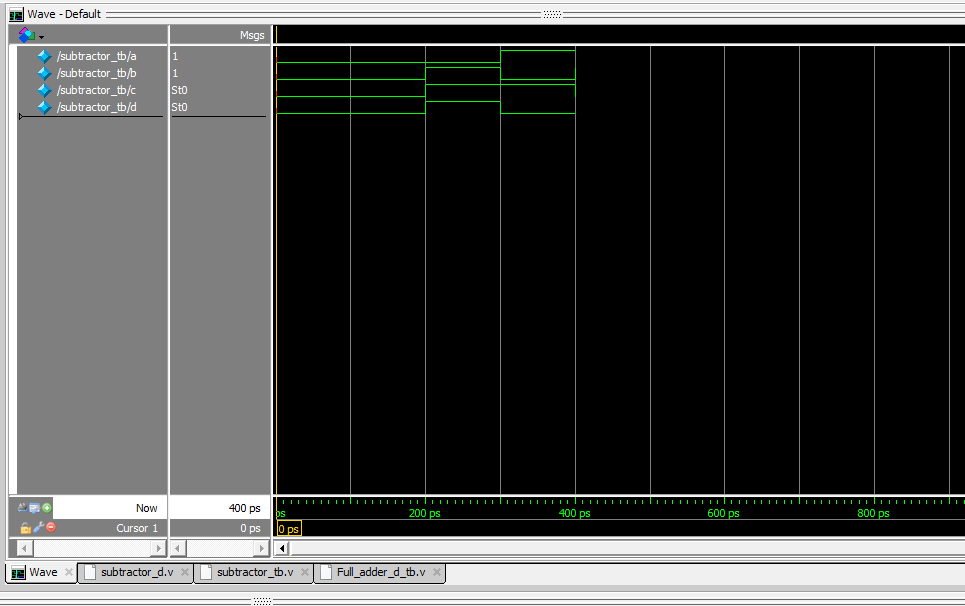 Wave - Default
Msgs
/subtractor_tb/a 1
/subtractor_tb/b 1
/subtractor_tb/c St0
/subtractor_tb/d St0
Now 400 ps
ps 200 ps 400 ps 600 ps 800 ps
Cursor 1 0 ps
0 ps
Wave subtractor_d.v subtractor_tb.v Full_adder_d_tb.v